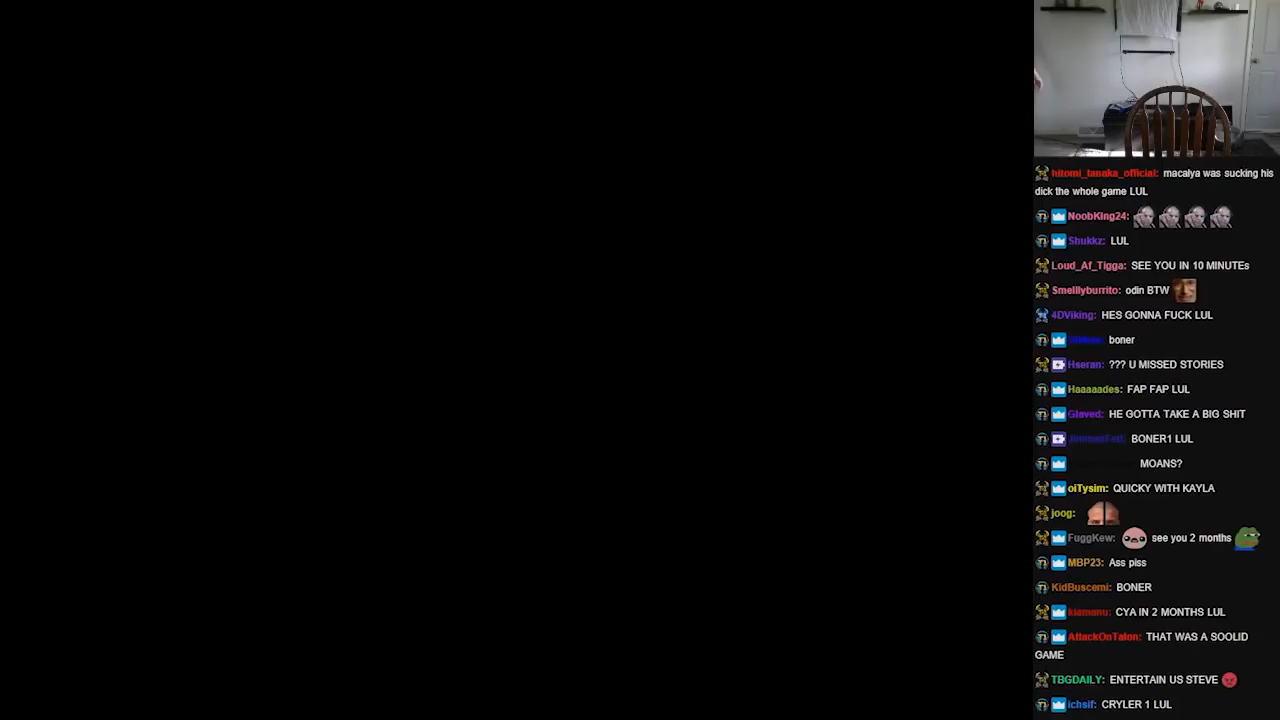 hitomi_tanaka_official: macalya was sucking his
dick the whole game LUL
NoobKing24:
Shukkz: LUL
Loud_Af_Tigga: SEE YOU IN 10 MINUTEs
Smelllyburrito: odin BTW
4DViking: HES GONNA FUCK LUL
boner
Hseran: ??? U MISSED STORIES
Haaaaades: FAP FAP LUL
Glaved: HE GOTTA TAKE A BIG SHIT
BONER1 LUL
MOANS?
oiTysim: QUICKY WITH KAYLA
joog:
FuggKew: see you 2 months
MBP23: Ass piss
KidBuscemi: BONER
kiamanu: CYA IN 2 MONTHS LUL
AttackOnTalon: THAT WAS A SOOLID
GAME
TBGDAILY: ENTERTAIN US STEVE
ichsif: CRYLER 1 LUL